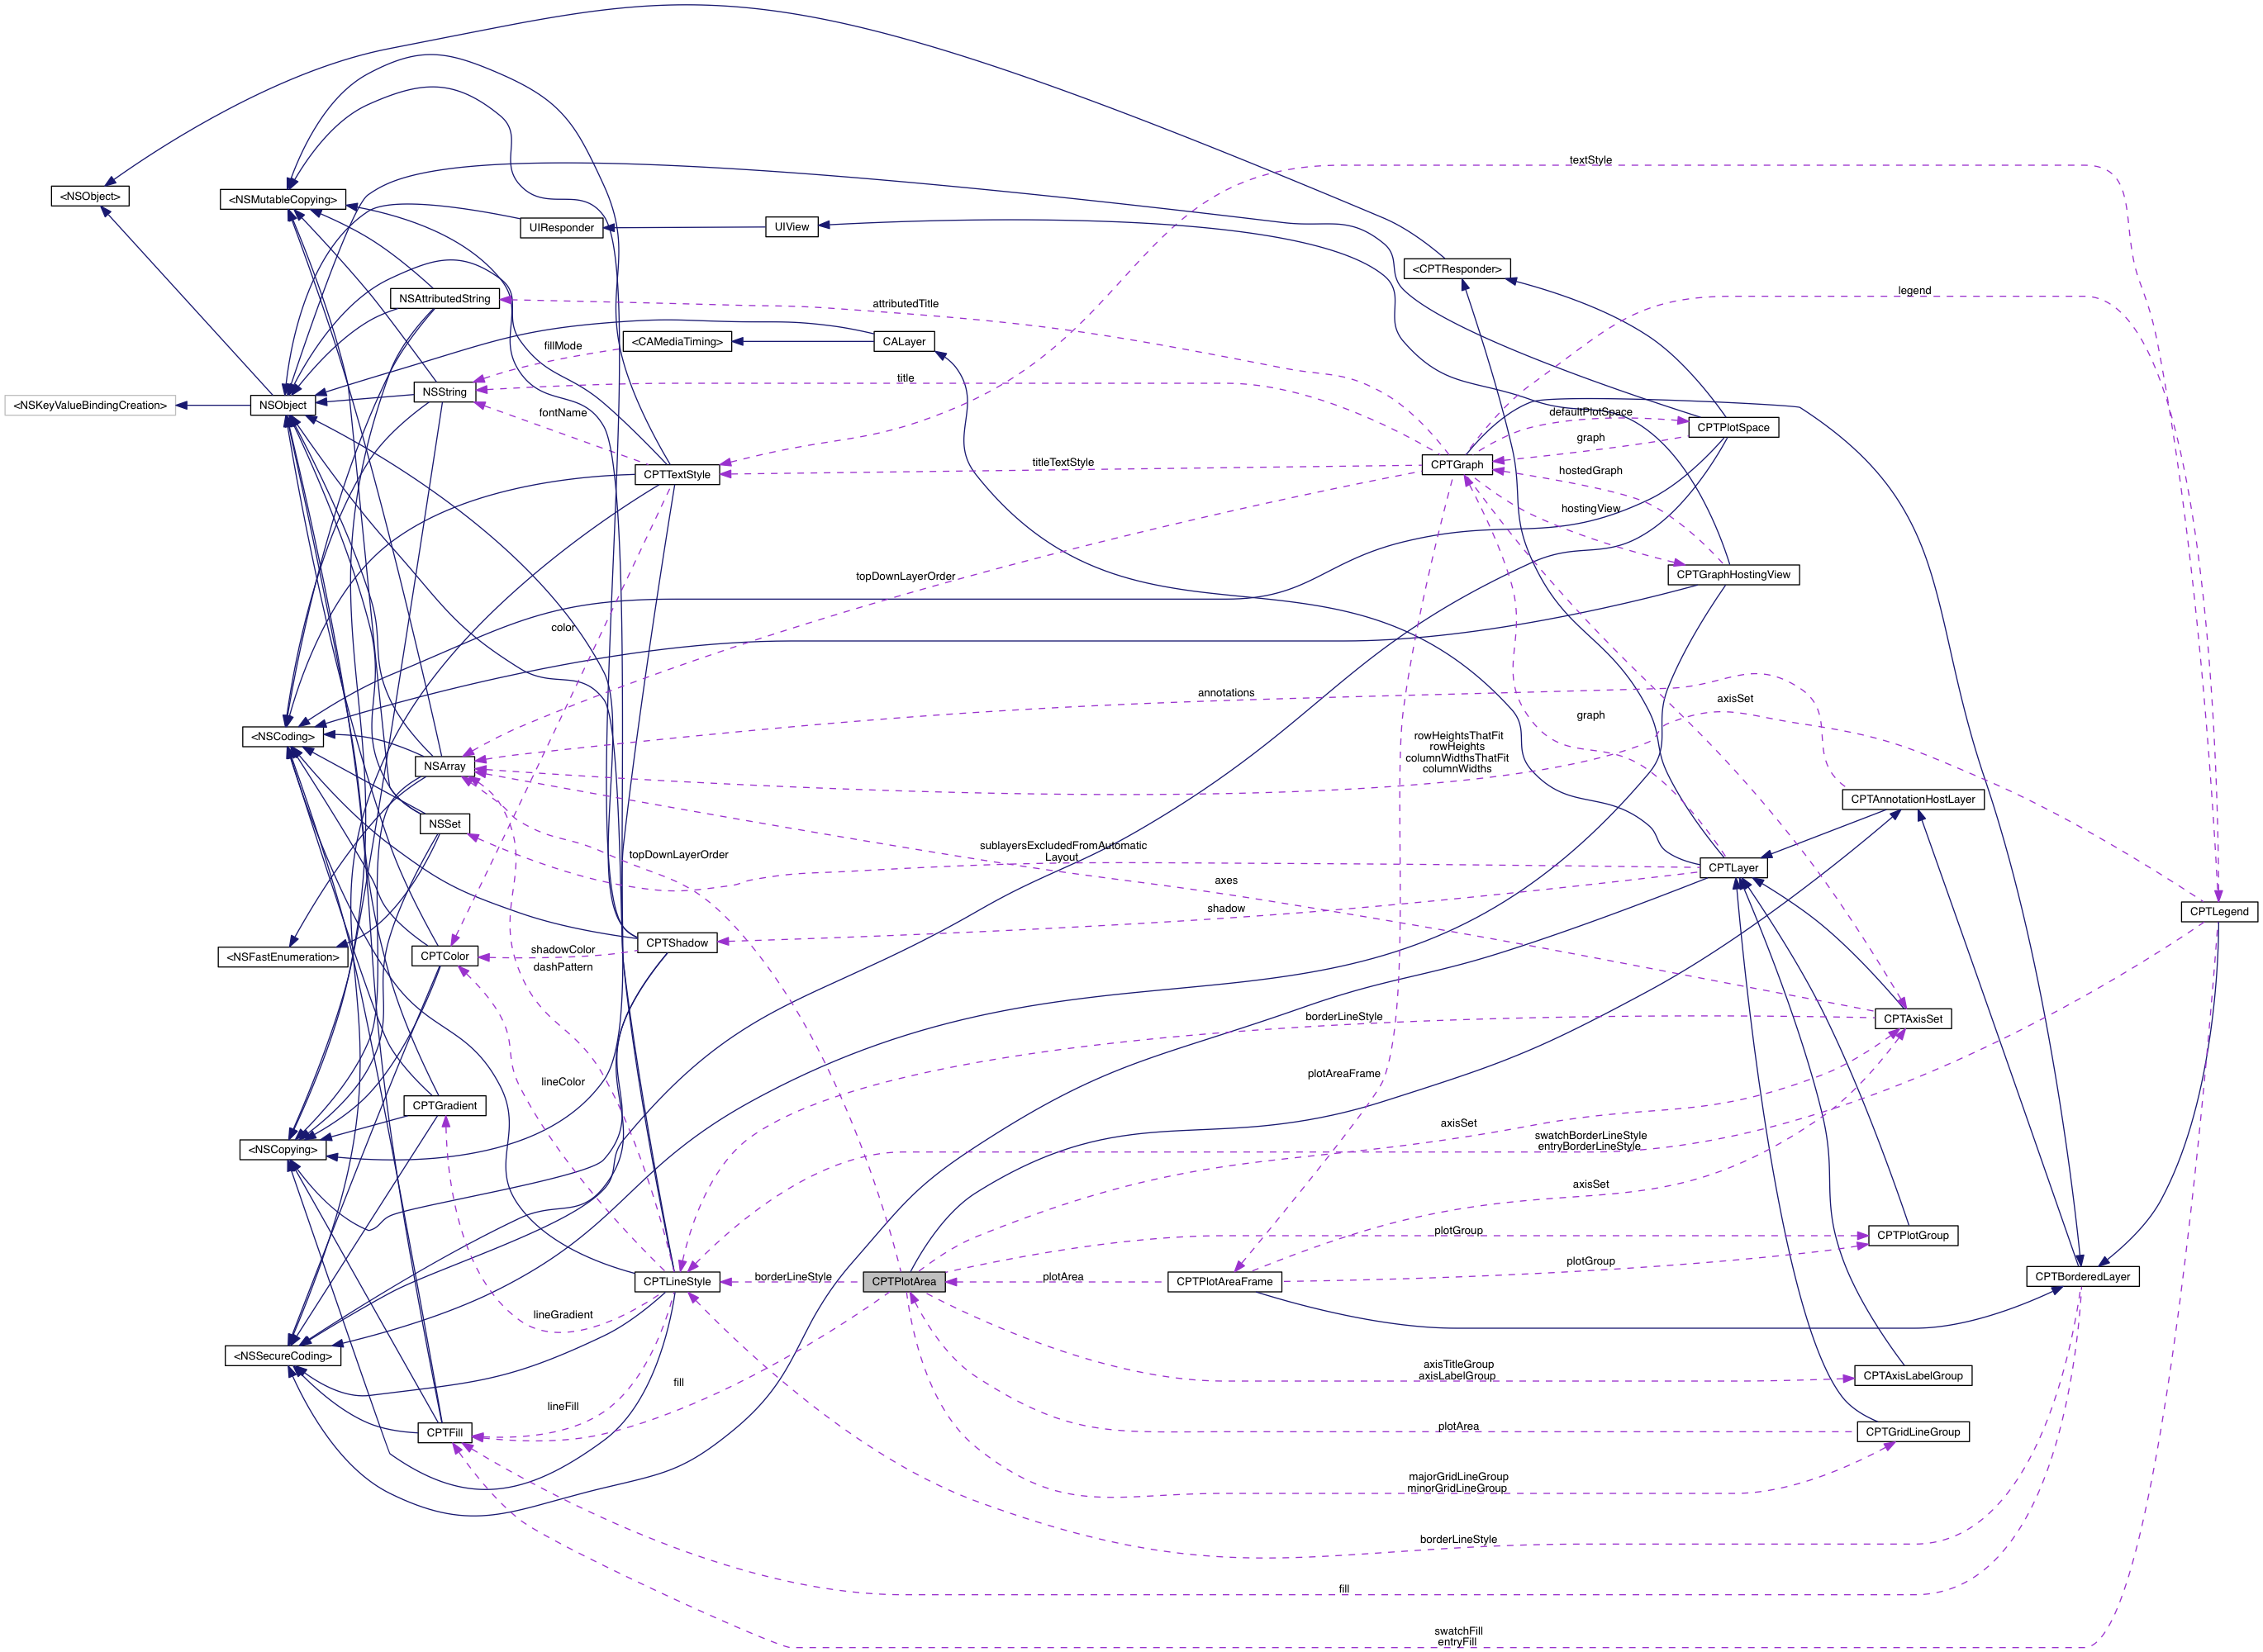 textStyle
<NSObject>
<NSMutableCopying>
UIResponder
UIView
<CPTResponder>
legend
NSAttributedString
attributedTitle
fillMode
<CAMediaTiming>
CALayer
title
<NSKeyValueBindingCreation>
NSObject
NSString
fontName
defaultPlotSpace
CPTPlotSpace
graph
CPTTextStyle
titleTextStyle
CPTGraph
hostedGraph
hostingView
topDownLayerOrder
CPTGraphHostingView
color
annotations
axisSet
graph
<NSCoding>
rowHeightsThatFit
rowHeights
columnWidthsThatFit
columnWidths
NSArray
CPTAnnotationHostLayer
NSSet
sublayersExcludedFromAutomatic
Layout
topDownLayerOrder
CPTLayer
axes
shadow
CPTLegend
<NSFastEnumeration>
CPTColor
shadowColor
dashPattern
CPTShadow
borderLineStyle
CPTAxisSet
lineColor
plotAreaFrame
CPTGradient
axisSet
swatchBorderLineStyle
entryBorderLineStyle
<NSCopying>
axisSet
plotGroup
CPTPlotGroup
plotGroup
CPTLineStyle
borderLineStyle
CPTPlotArea
plotArea
CPTPlotAreaFrame
CPTBorderedLayer
lineGradient
<NSSecureCoding>
axisTitleGroup
axisLabelGroup
CPTAxisLabelGroup
fill
lineFill
CPTFill
plotArea
CPTGridLineGroup
majorGridLineGroup
minorGridLineGroup
borderLineStyle
fill
swatchFill
entryFill